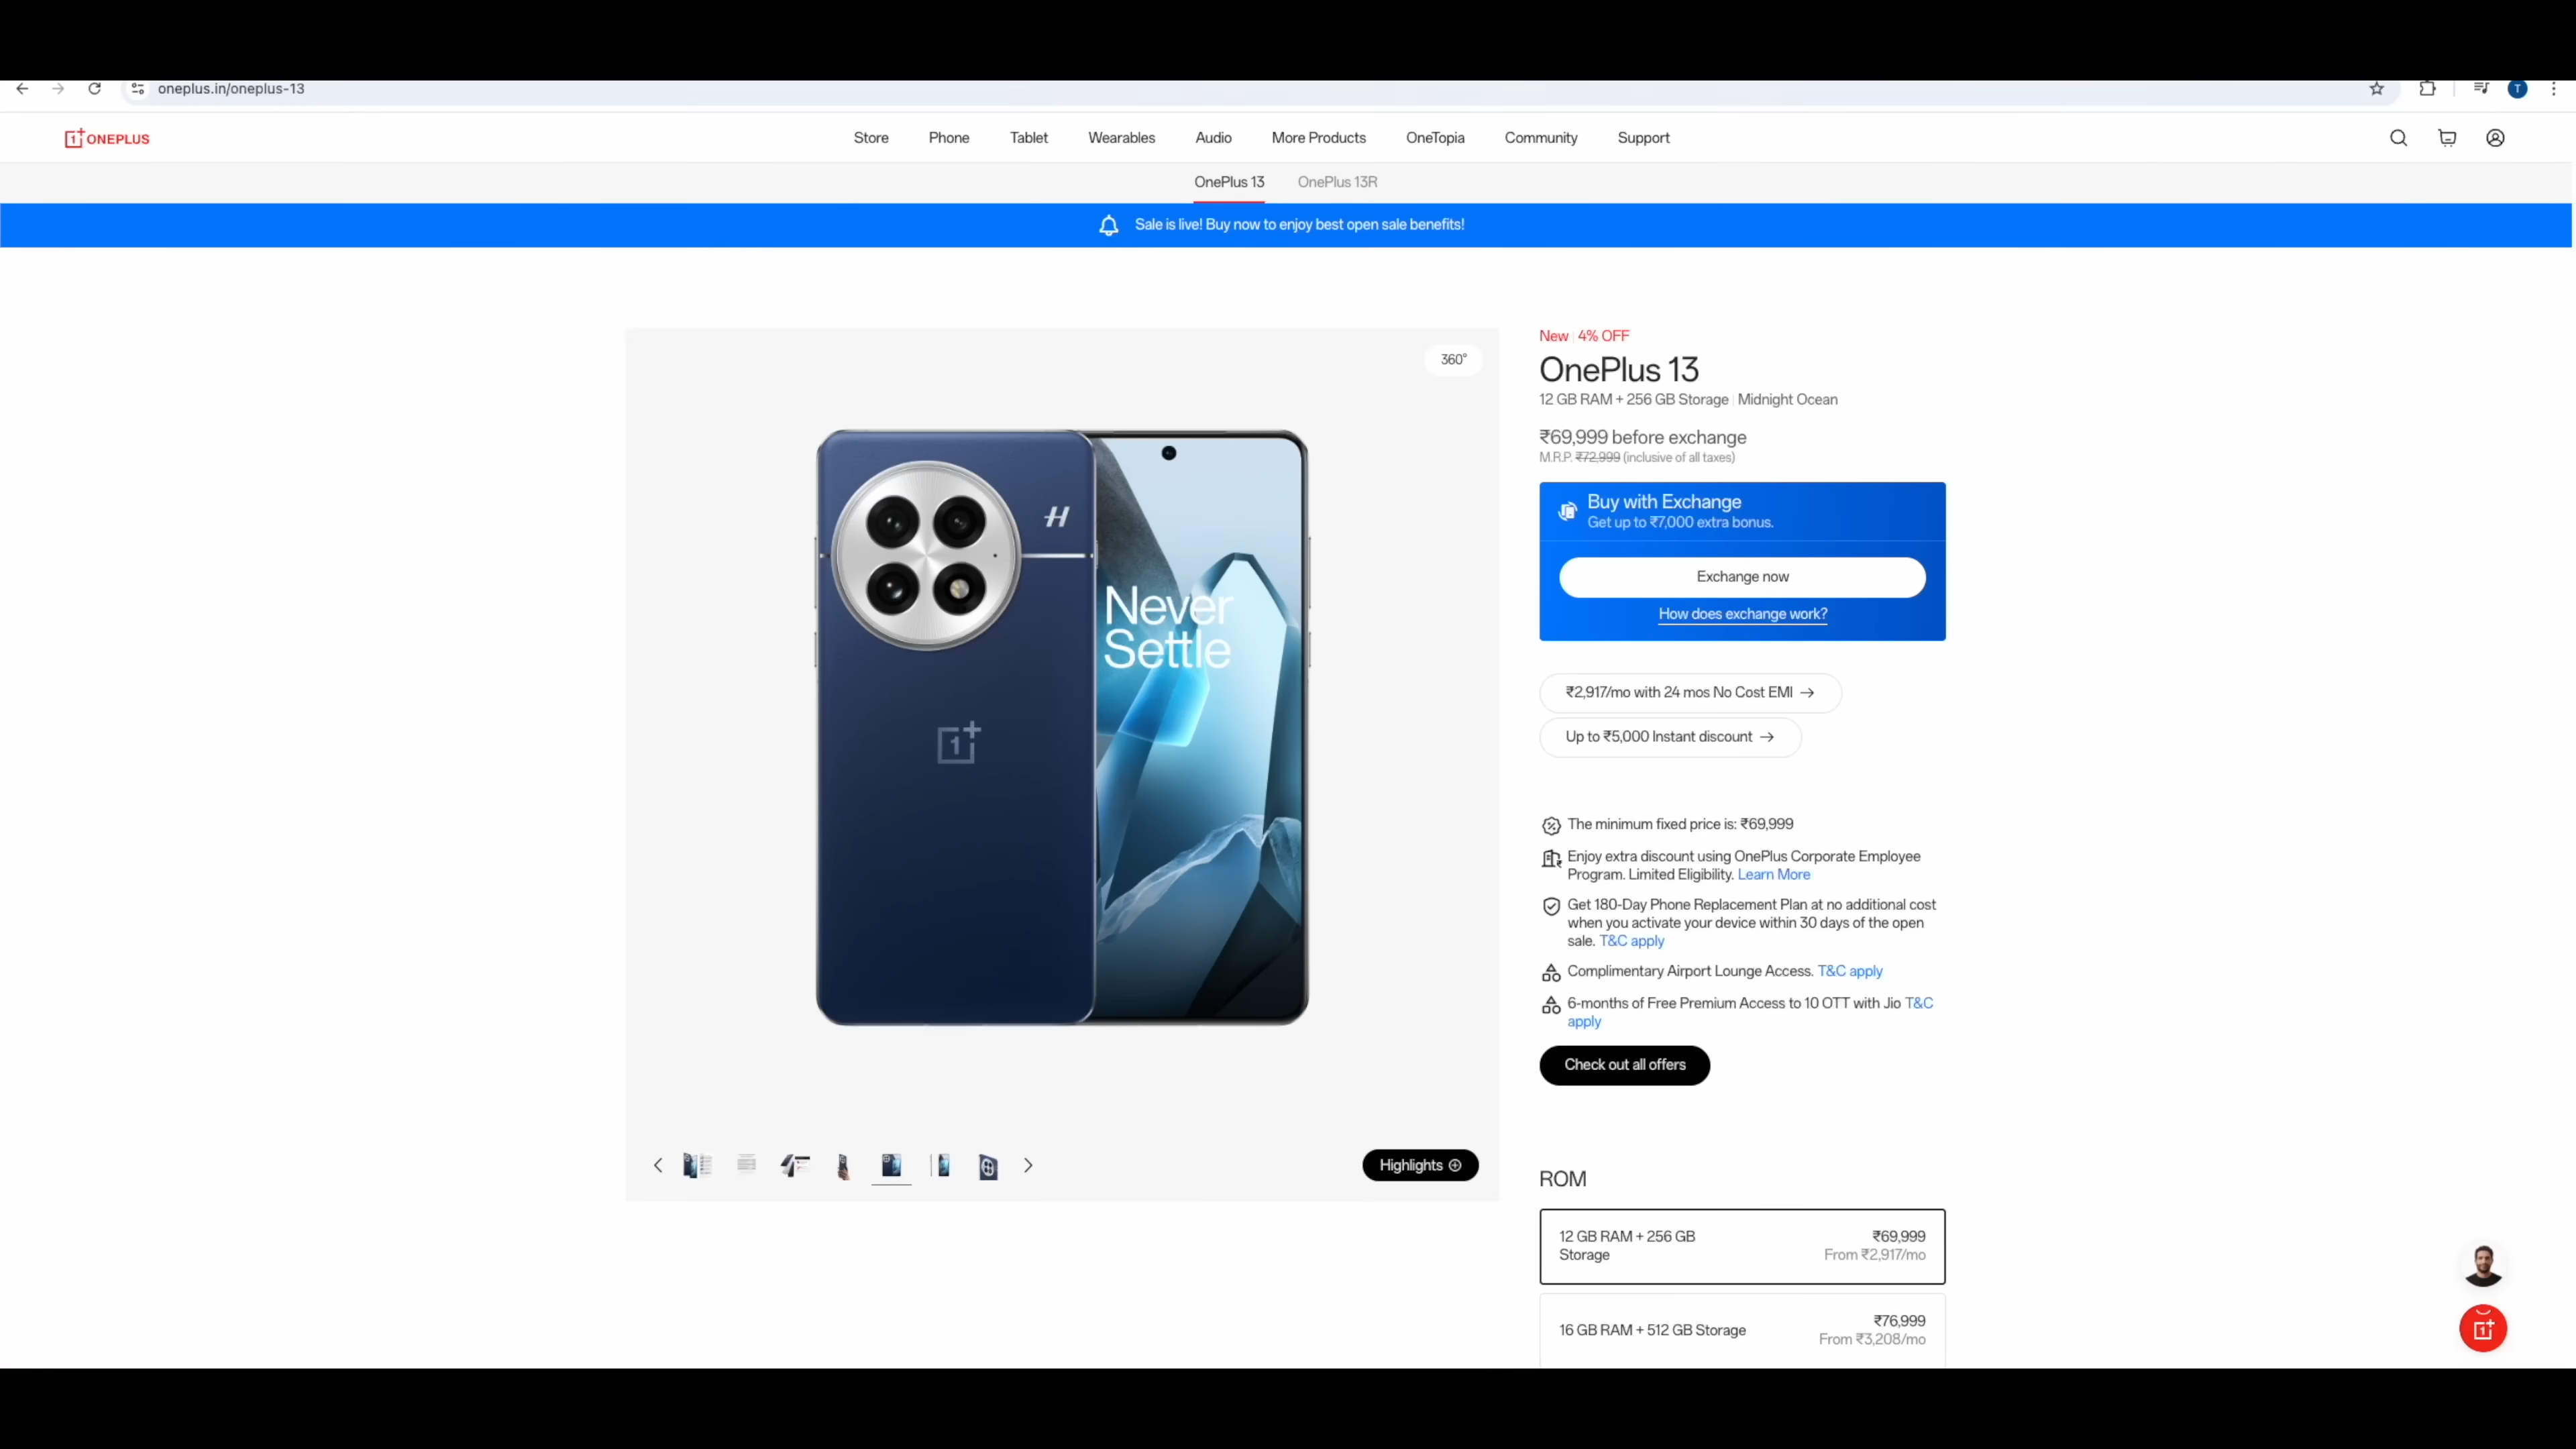 oneplus.in/oneplus-13
T
1+ ONEPLUS
Store Phone Tablet Wearables Audio More Products OneTopia Community Support
OnePlus 13 OnePlus 13R
Sale is live! Buy now to enjoy best open sale benefits!
360°
New 4% OFF
OnePlus 13
12 GB RAM + 256 GB Storage Midnight Ocean
₹69,999 before exchange
M.R.P. ₹72,999 (inclusive of all taxes)
Buy with Exchange
Get up to ₹7,000 extra bonus.
Exchange now
How does exchange work?
H
Never
Settle
1+
₹2,917/mo with 24 mos No Cost EMI →
Up to ₹5,000 Instant discount →
The minimum fixed price is: ₹69,999
Enjoy extra discount using OnePlus Corporate Employee
Program. Limited Eligibility. Learn More
Get 180-Day Phone Replacement Plan at no additional cost
when you activate your device within 30 days of the open
sale. T&C apply
Complimentary Airport Lounge Access. T&C apply
6-months of Free Premium Access to 10 OTT with Jio T&C
apply
Check out all offers
Highlights
ROM
12 GB RAM + 256 GB
Storage
₹69,999
From ₹2,917/mo
16 GB RAM + 512 GB Storage
₹76,999
From ₹3,208/mo
1+